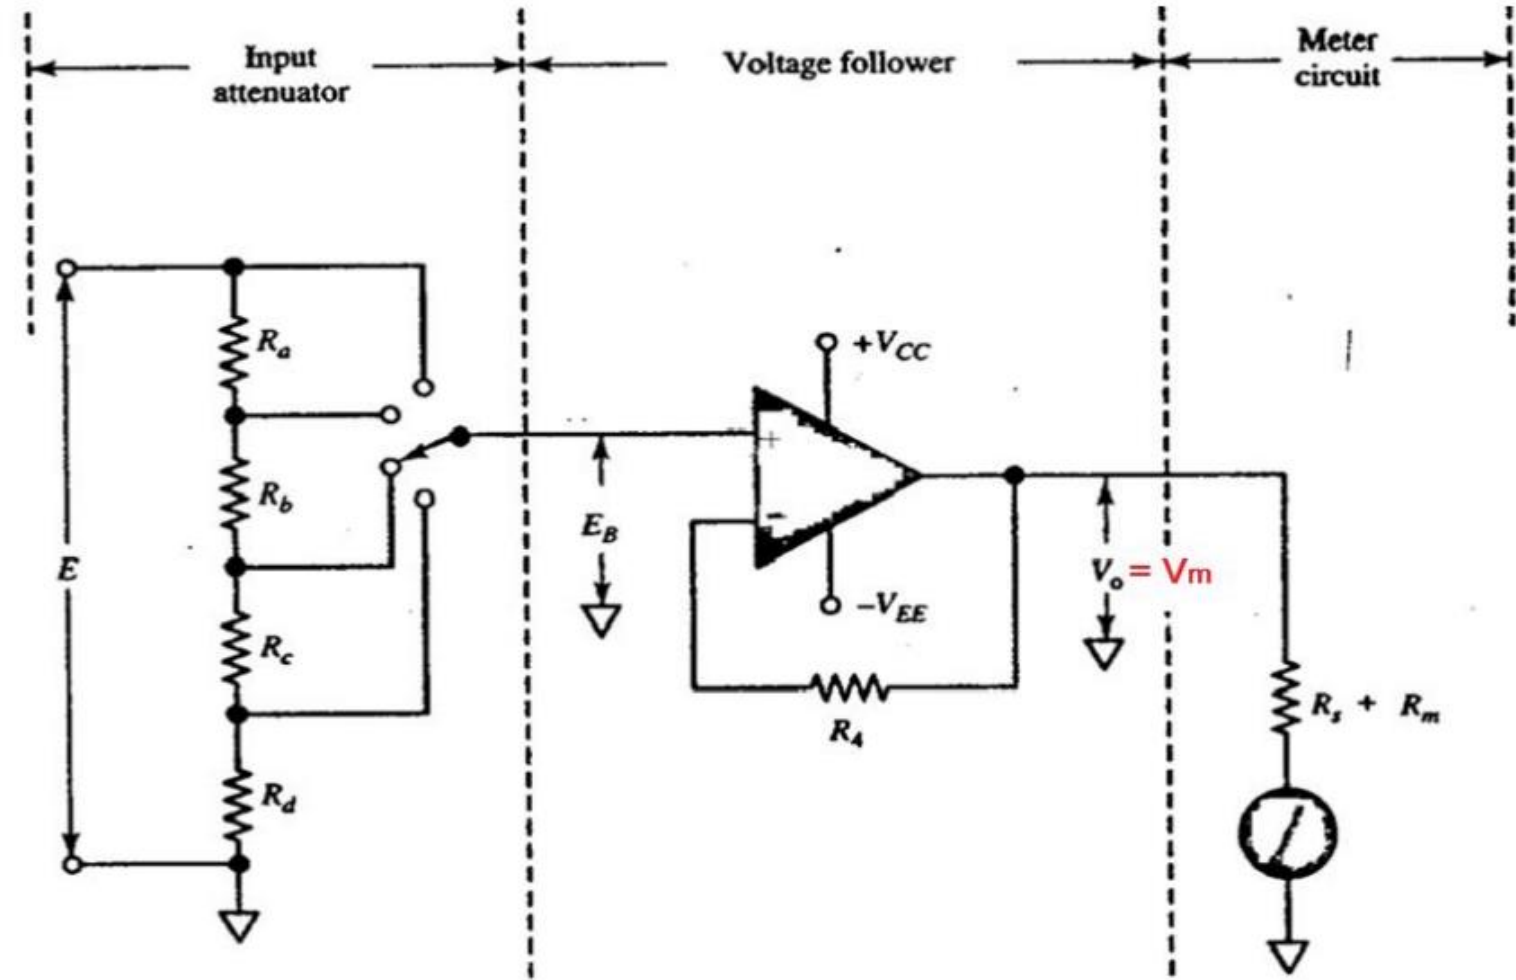 Input
attenuator
Voltage follower
Meter
circuit
E
Ra
Rb
Rc
Rd
EB
+
−
+VCC
−VEE
R4
Vo = Vm
Rs + Rm